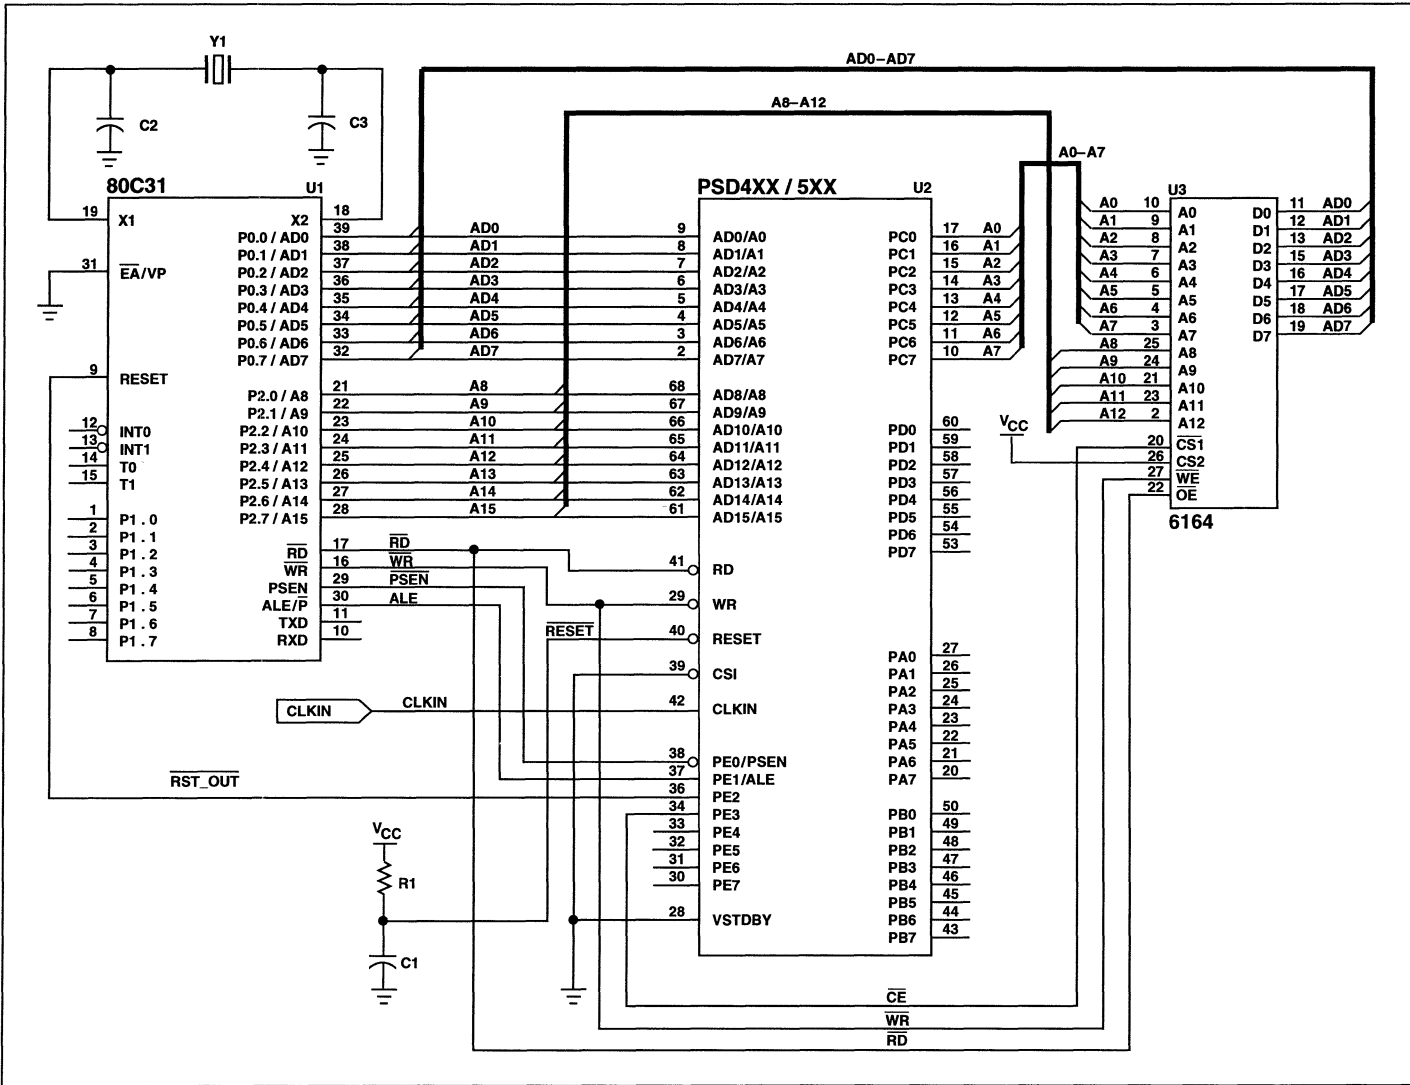 Y1
C2
C3
AD0–AD7
A8–A12
A0–A7
80C31
U1
19
X1
X2
18
P0.0 / AD0
39
P0.1 / AD1
38
P0.2 / AD2
37
P0.3 / AD3
36
P0.4 / AD4
35
P0.5 / AD5
34
P0.6 / AD6
33
P0.7 / AD7
32
31
EA/VP
9
RESET
P2.0 / A8
21
P2.1 / A9
22
P2.2 / A10
23
P2.3 / A11
24
P2.4 / A12
25
P2.5 / A13
26
P2.6 / A14
27
P2.7 / A15
28
12
INT0
13
INT1
14
T0
15
T1
1
P1 . 0
2
P1 . 1
3
P1 . 2
4
P1 . 3
5
P1 . 4
6
P1 . 5
7
P1 . 6
8
P1 . 7
RD
17
WR
16
PSEN
29
ALE/P
30
TXD
11
RXD
10
AD0
AD1
AD2
AD3
AD4
AD5
AD6
AD7
A8
A9
A10
A11
A12
A13
A14
A15
RD
WR
PSEN
ALE
RESET
CLKIN
CLKIN
RST_OUT
VCC
R1
C1
PSD4XX / 5XX
U2
9
AD0/A0
8
AD1/A1
7
AD2/A2
6
AD3/A3
5
AD4/A4
4
AD5/A5
3
AD6/A6
2
AD7/A7
68
AD8/A8
67
AD9/A9
66
AD10/A10
65
AD11/A11
64
AD12/A12
63
AD13/A13
62
AD14/A14
61
AD15/A15
41
RD
29
WR
40
RESET
39
CSI
42
CLKIN
38
PE0/PSEN
37
PE1/ALE
36
PE2
34
PE3
33
PE4
32
PE5
31
PE6
30
PE7
28
VSTDBY
PC0
17
A0
PC1
16
A1
PC2
15
A2
PC3
14
A3
PC4
13
A4
PC5
12
A5
PC6
11
A6
PC7
10
A7
PD0
60
PD1
59
PD2
58
PD3
57
PD4
56
PD5
55
PD6
54
PD7
53
PA0
27
PA1
26
PA2
25
PA3
24
PA4
23
PA5
22
PA6
21
PA7
20
PB0
50
PB1
49
PB2
48
PB3
47
PB4
46
PB5
45
PB6
44
PB7
43
U3
A0
10
A0
A1
9
A1
A2
8
A2
A3
7
A3
A4
6
A4
A5
5
A5
A6
4
A6
A7
3
A7
A8
25
A8
A9
24
A9
A10
21
A10
A11
23
A11
A12
2
A12
VCC
20
CS1
26
CS2
27
WE
22
OE
6164
D0
11
AD0
D1
12
AD1
D2
13
AD2
D3
15
AD3
D4
16
AD4
D5
17
AD5
D6
18
AD6
D7
19
AD7
CE
WR
RD